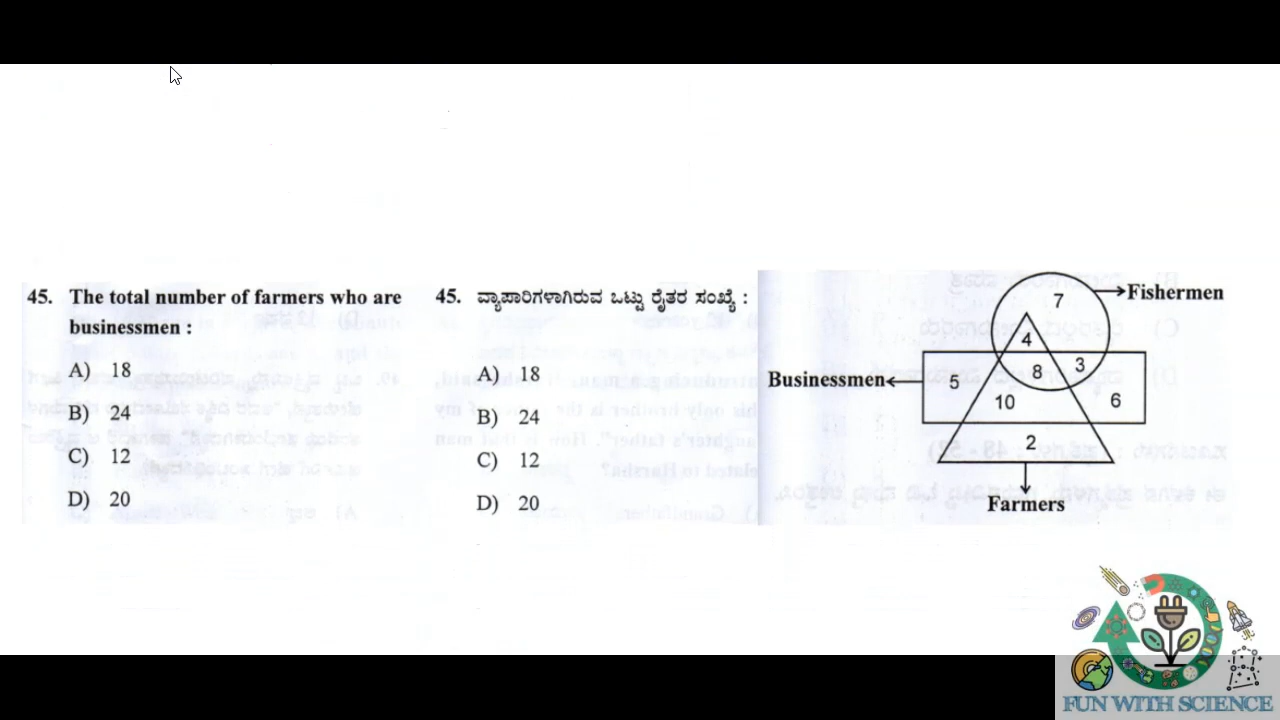 45. The total number of farmers who are
businessmen :
A) 18
B) 24
C) 12
D) 20
45. ವ್ಯಾಪಾರಿಗಳಾಗಿರುವ ಒಟ್ಟು ರೈತರ ಸಂಖ್ಯೆ :
A) 18
B) 24
C) 12
D) 20
7
Fishermen
4
Businessmen
5
8
3
10
6
2
Farmers
FUN WITH SCIENCE